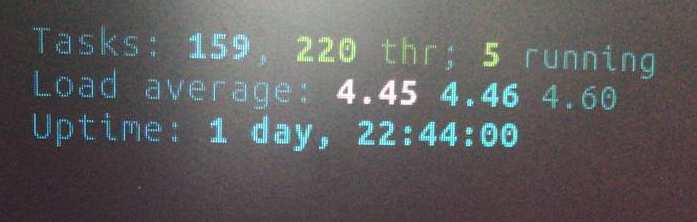 Tasks: 159, 220 thr; 5 running
Load average: 4.45 4.46 4.60
Uptime: 1 day, 22:44:00